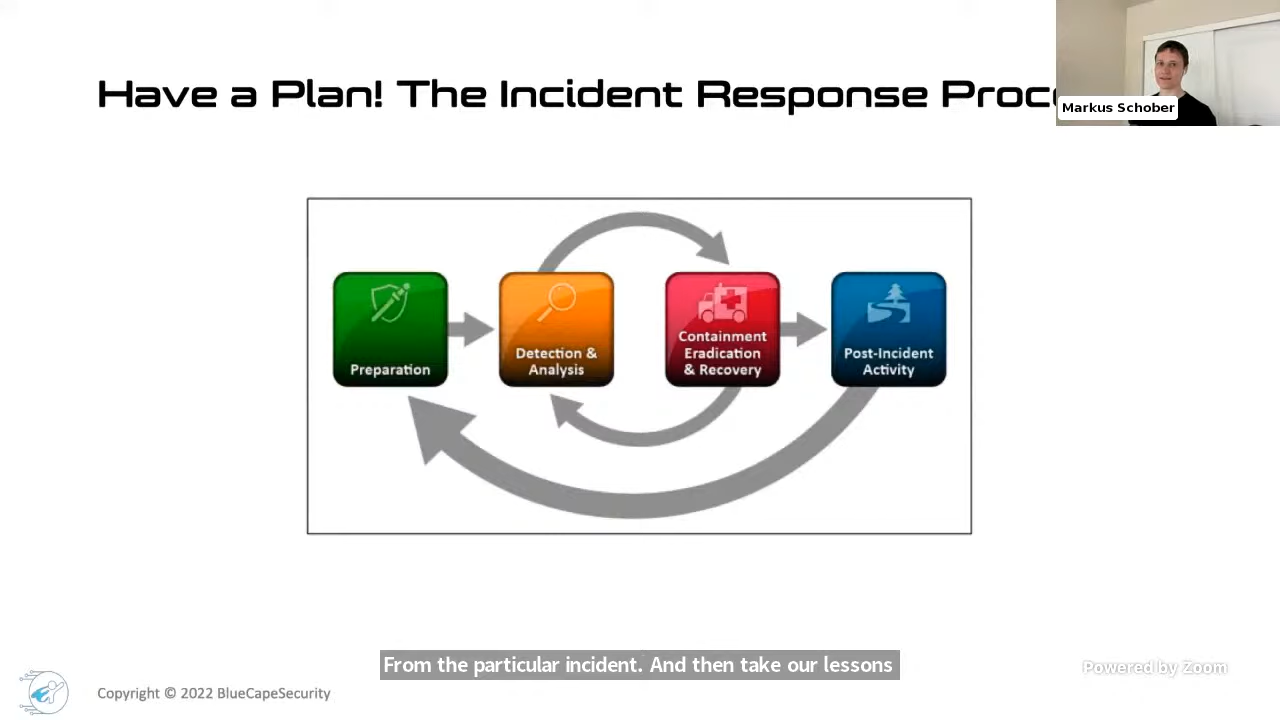 Have a Plan! The Incident Response Proc
Markus Schober
Preparation
Detection &
Analysis
Containment
Eradication
& Recovery
Post-Incident
Activity
From the particular incident. And then take our lessons
Copyright © 2022 BlueCapeSecurity
Powered by Zoom